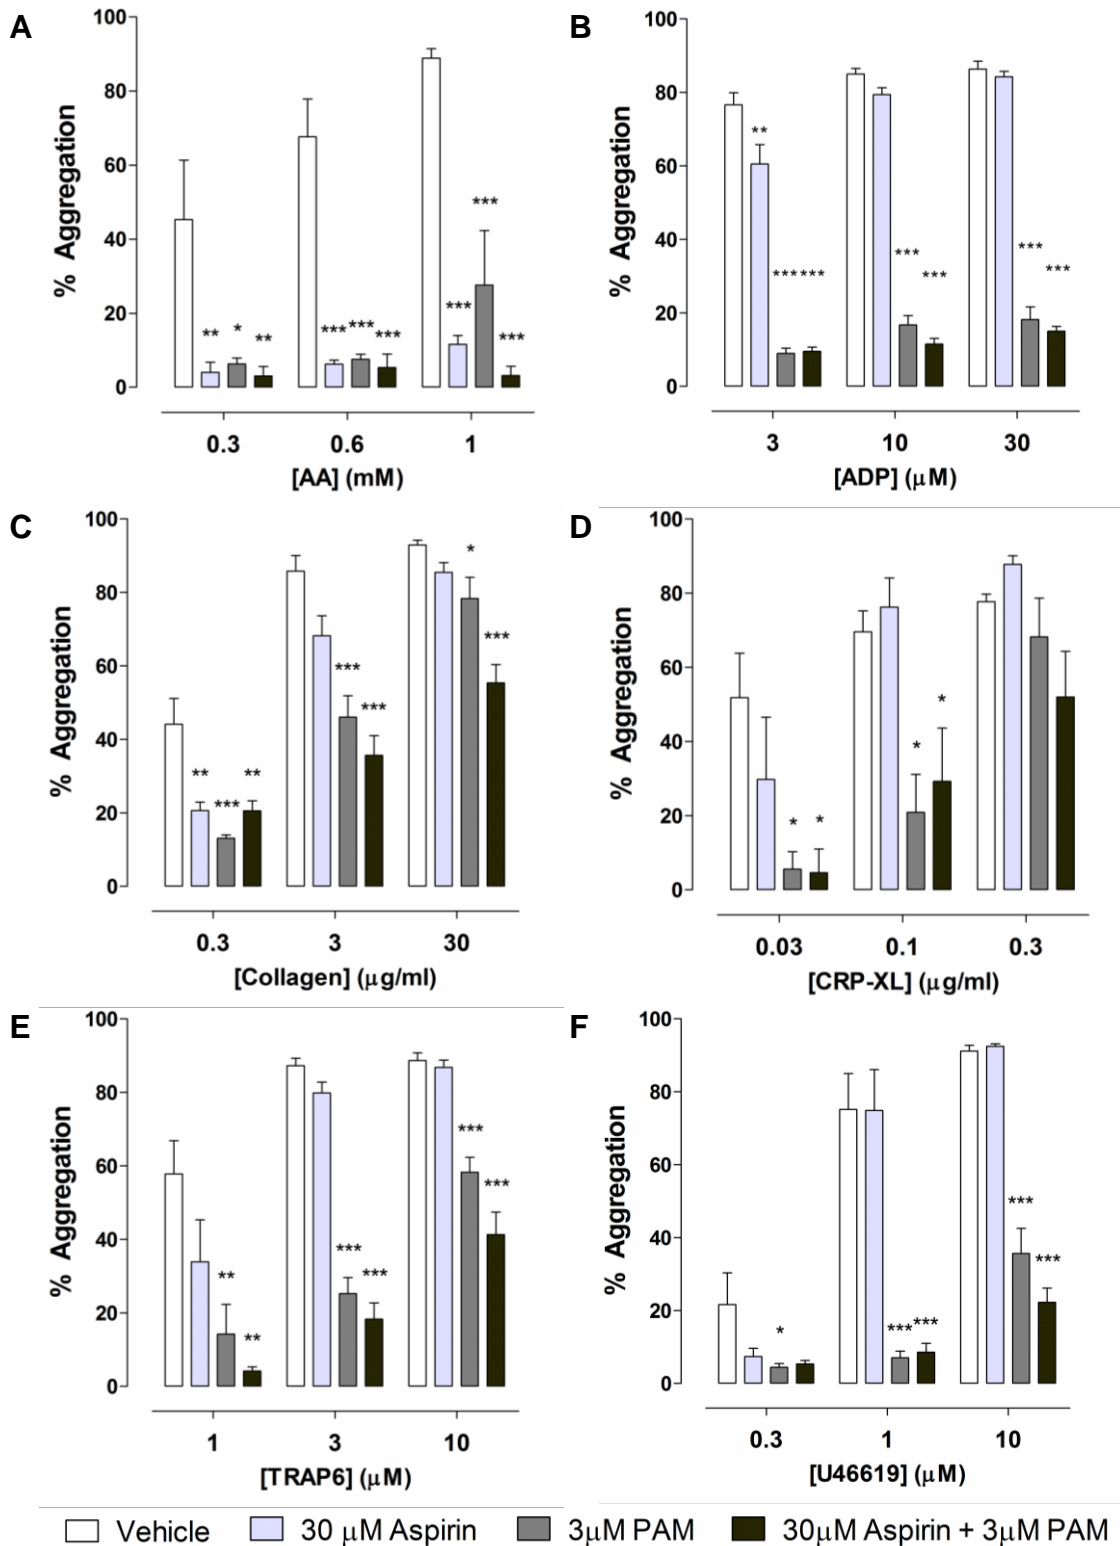 A
100
80
60
40
20
0
% Aggregation
** * **
*** *** ***
*** *** ***
0.3 0.6 1
[AA] (mM)
B
100
80
60
40
20
0
% Aggregation
** *** ***
*** ***
*** ***
3 10 30
[ADP] (μM)
C
100
80
60
40
20
0
% Aggregation
** *** **
*** ***
* ***
0.3 3 30
[Collagen] (μg/ml)
D
100
80
60
40
20
0
% Aggregation
* *
* *
0.03 0.1 0.3
[CRP-XL] (μg/ml)
E
100
80
60
40
20
0
% Aggregation
** **
*** ***
*** ***
1 3 10
[TRAP6] (μM)
F
100
80
60
40
20
0
% Aggregation
*
*** ***
*** ***
0.3 1 10
[U46619] (μM)
Vehicle 30 μM Aspirin 3μM PAM 30μM Aspirin + 3μM PAM